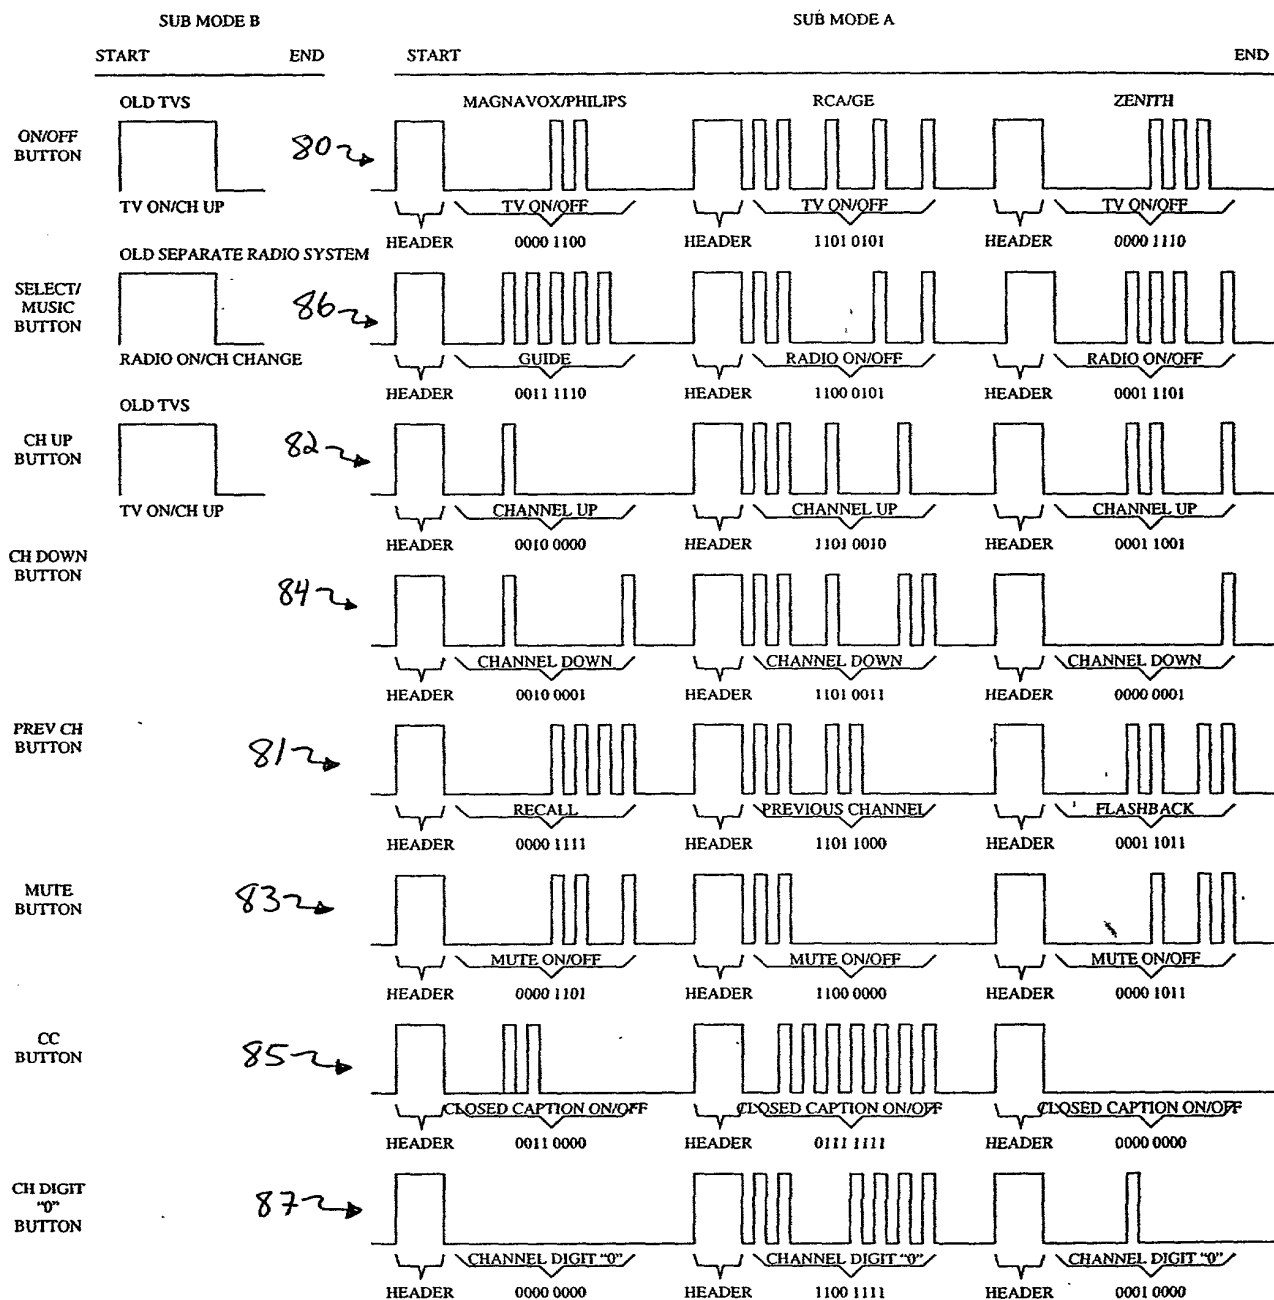 SUB MODE B SUB MODE A
START END START END
OLD TVS MAGNAVOX/PHILIPS RCA/GE ZENITH
ON/OFF
BUTTON
80
TV ON/CH UP TV ON/OFF TV ON/OFF TV ON/OFF
HEADER 0000 1100 HEADER 1101 0101 HEADER 0000 1110
OLD SEPARATE RADIO SYSTEM
SELECT/
MUSIC
BUTTON
86
RADIO ON/CH CHANGE GUIDE RADIO ON/OFF RADIO ON/OFF
HEADER 0011 1110 HEADER 1100 0101 HEADER 0001 1101
OLD TVS
CH UP
BUTTON
82
TV ON/CH UP CHANNEL UP CHANNEL UP CHANNEL UP
HEADER 0010 0000 HEADER 1101 0010 HEADER 0001 1001
CH DOWN
BUTTON
84
CHANNEL DOWN CHANNEL DOWN CHANNEL DOWN
HEADER 0010 0001 HEADER 1101 0011 HEADER 0000 0001
PREV CH
BUTTON
81
RECALL PREVIOUS CHANNEL FLASHBACK
HEADER 0000 1111 HEADER 1101 1000 HEADER 0001 1011
MUTE
BUTTON
83
MUTE ON/OFF MUTE ON/OFF MUTE ON/OFF
HEADER 0000 1101 HEADER 1100 0000 HEADER 0000 1011
CC
BUTTON
85
CLOSED CAPTION ON/OFF CLOSED CAPTION ON/OFF CLOSED CAPTION ON/OFF
HEADER 0011 0000 HEADER 0111 1111 HEADER 0000 0000
CH DIGIT
"0"
BUTTON
87
CHANNEL DIGIT "0" CHANNEL DIGIT "0" CHANNEL DIGIT "0"
HEADER 0000 0000 HEADER 1100 1111 HEADER 0001 0000